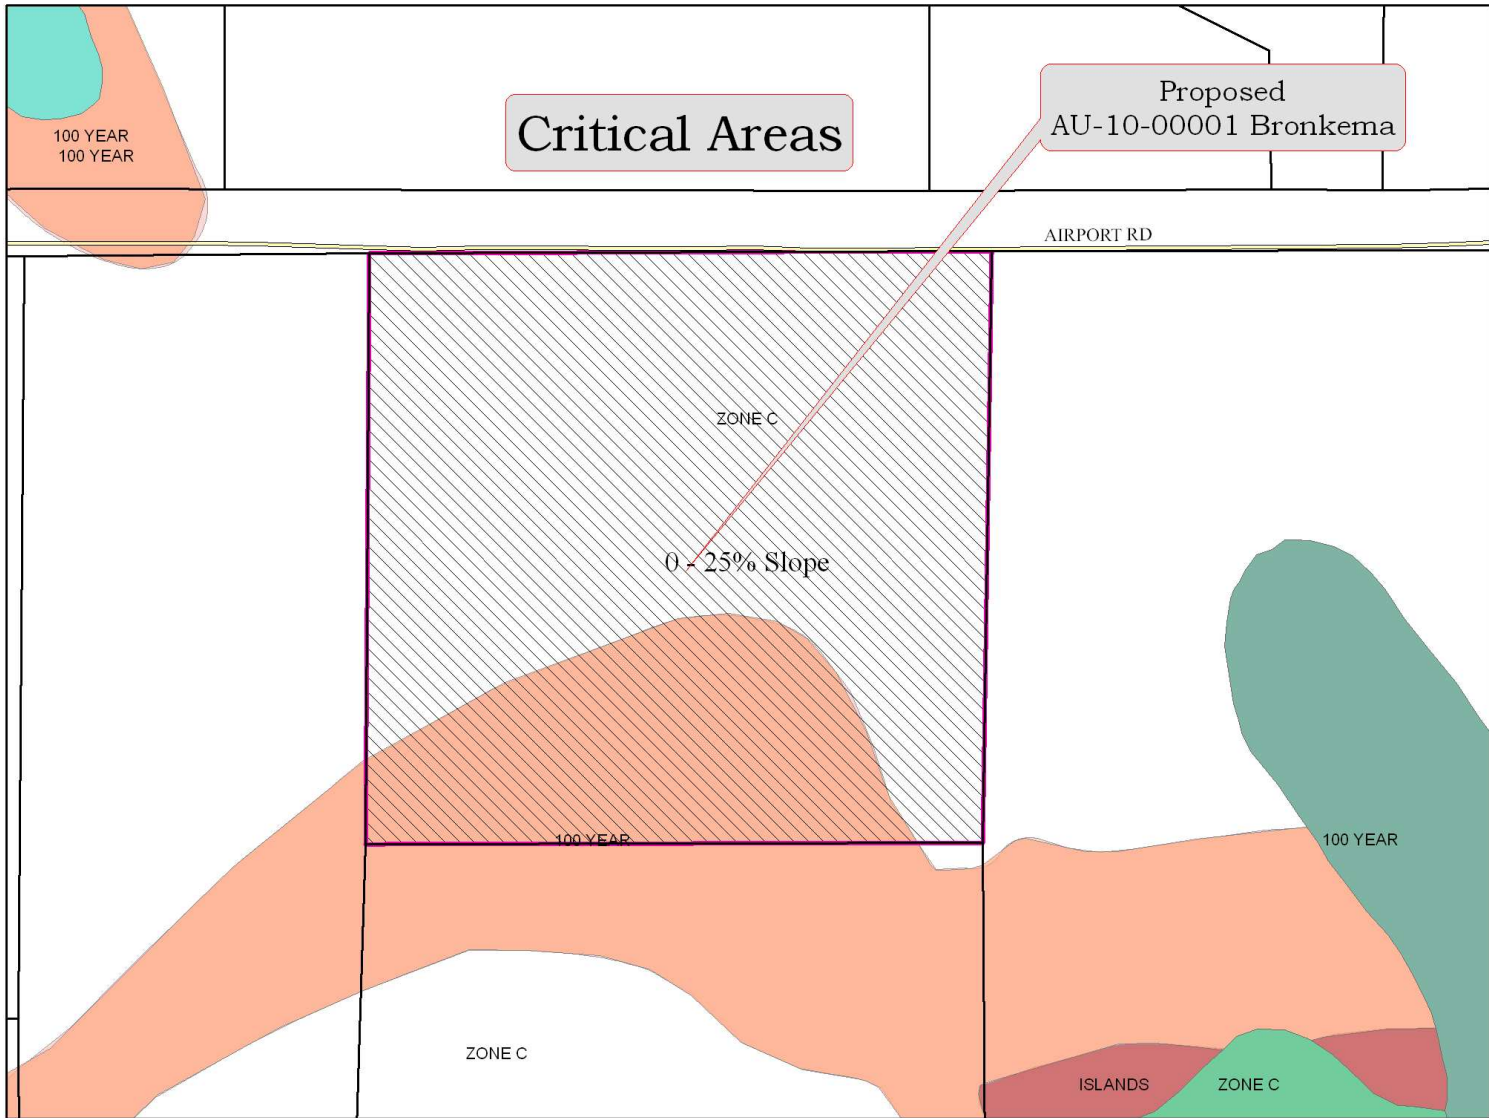 Proposed
AU-10-00001 Bronkema
Critical Areas
100 YEAR
100 YEAR
AIRPORT RD
ZONE C
0 - 25% Slope
100 YEAR
100 YEAR
ZONE C
ISLANDS
ZONE C